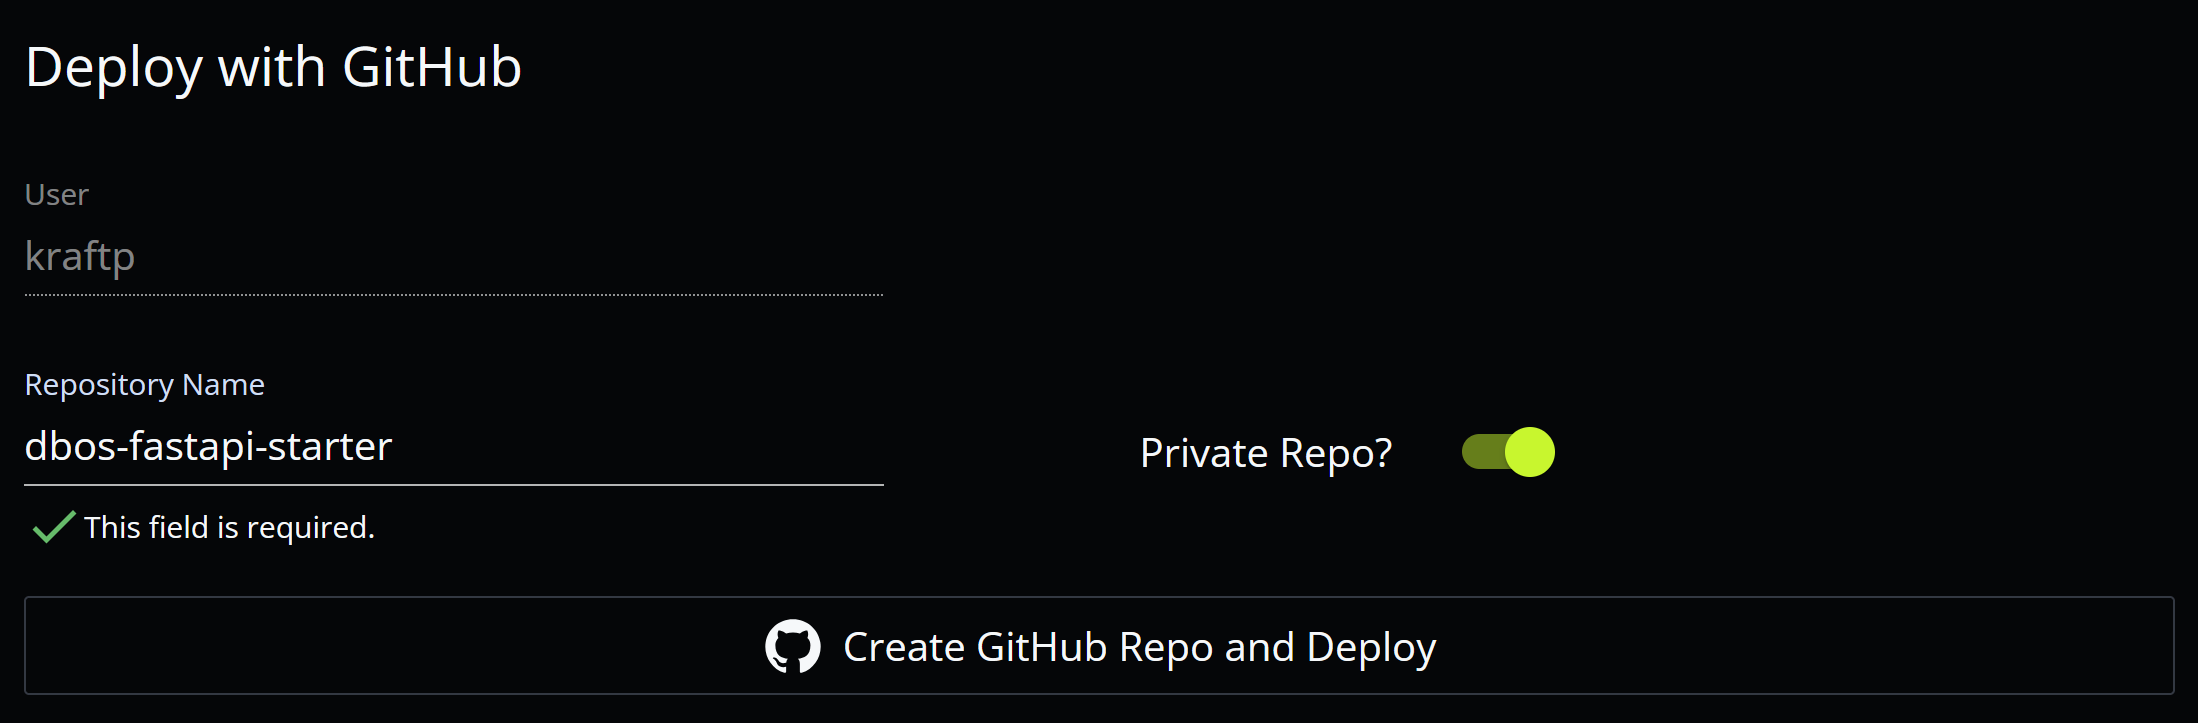 Deploy with GitHub
User
kraftp
Repository Name
dbos-fastapi-starter
Private Repo?
This field is required.
Create GitHub Repo and Deploy